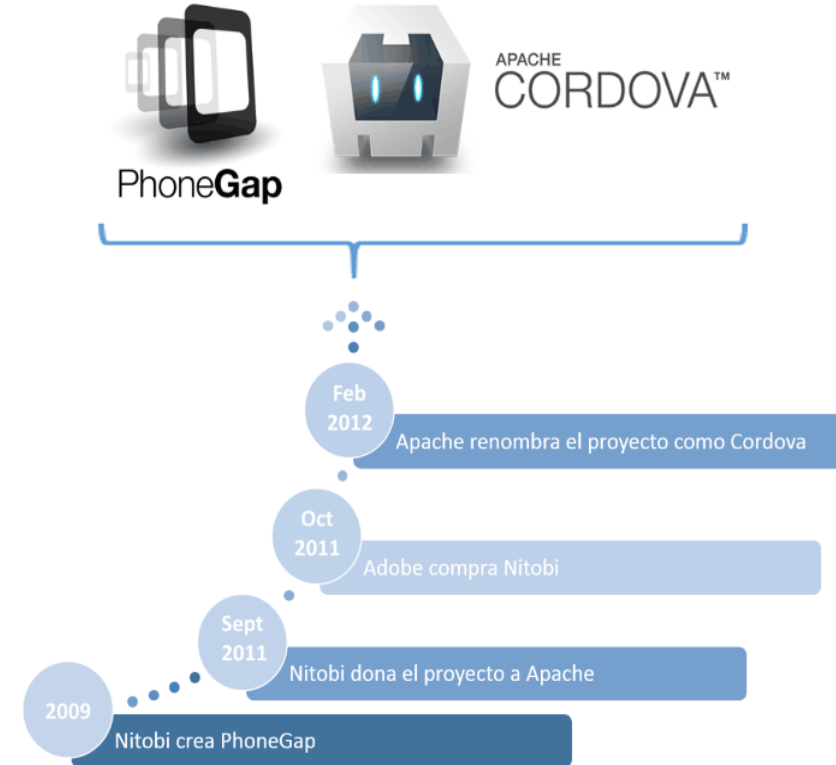 PhoneGap
APACHE
CORDOVA™
Feb
2012
Apache renombra el proyecto como Cordova
Oct
2011
Adobe compra Nitobi
Sept
2011
Nitobi dona el proyecto a Apache
2009
Nitobi crea PhoneGap